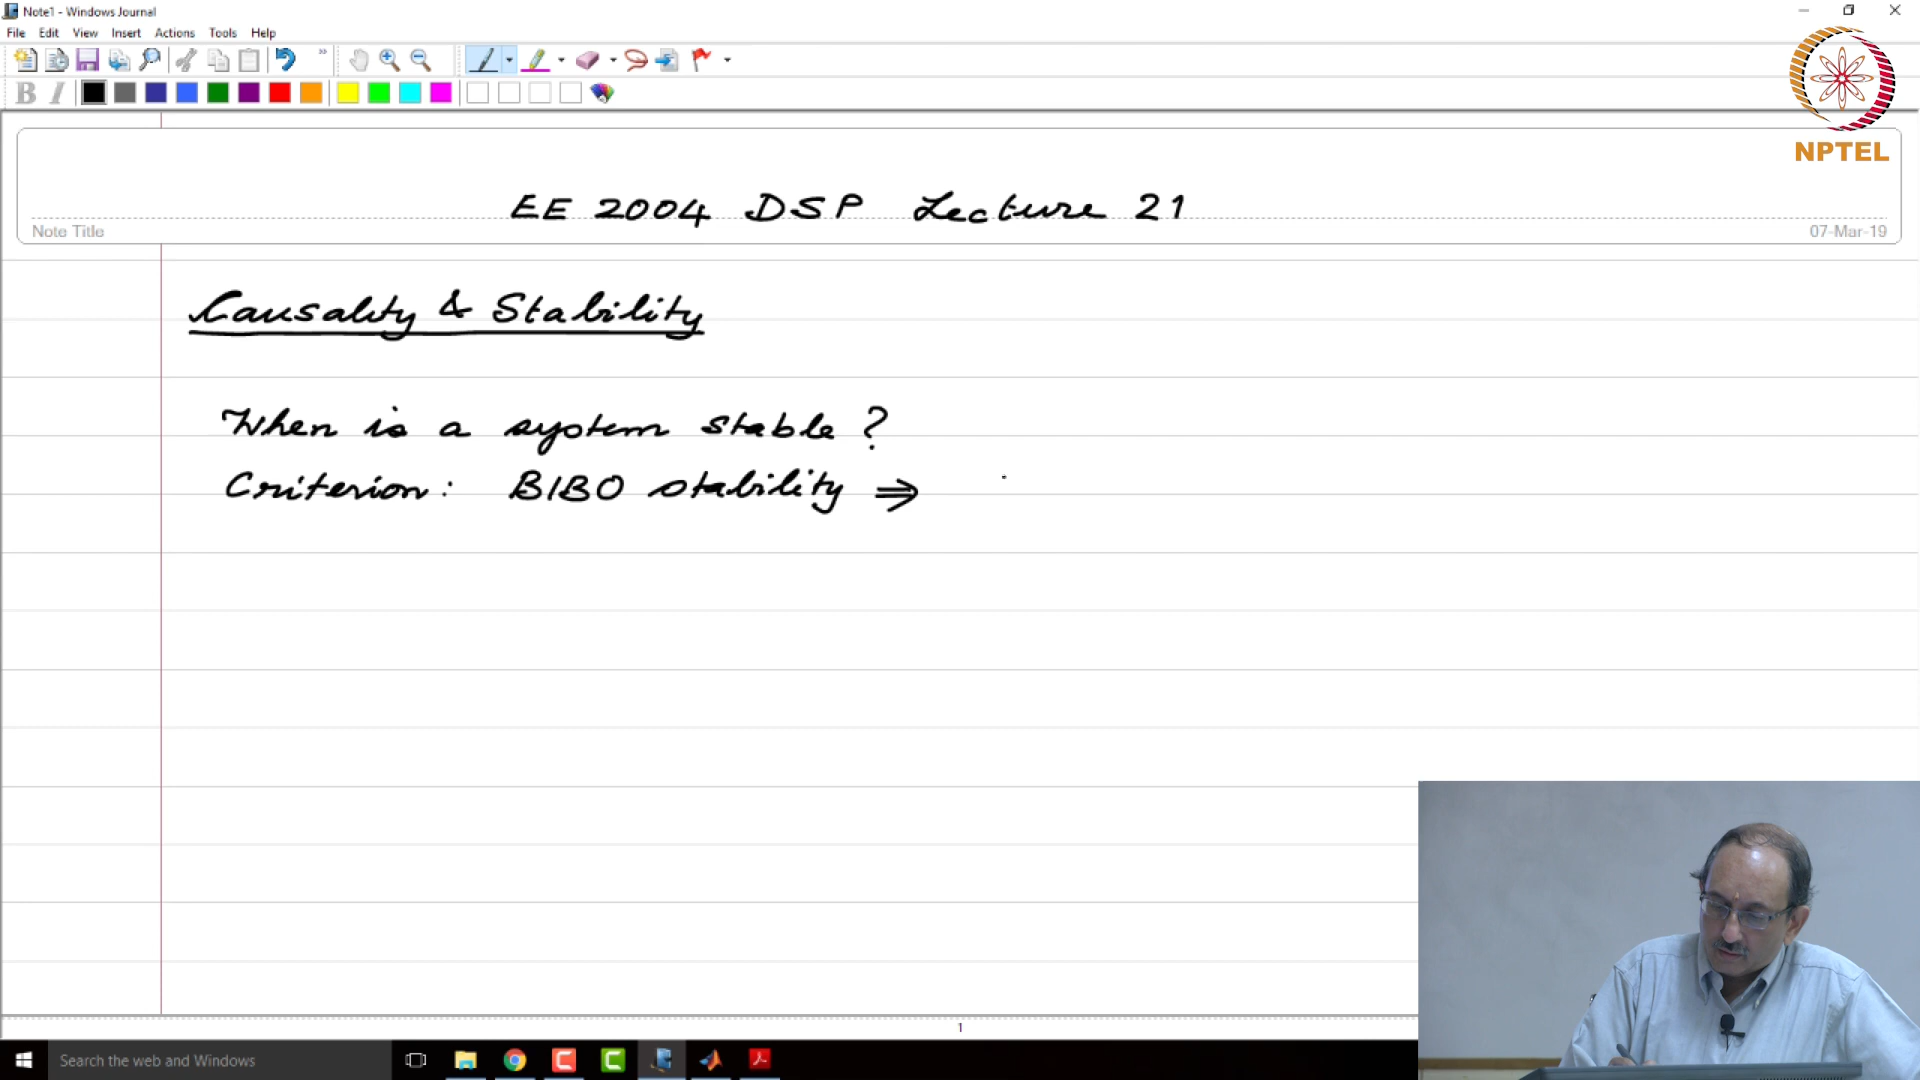 Note1 - Windows Journal
File Edit View Insert Actions Tools Help
B I
NPTEL
EE 2004 DSP Lecture 21
Note Title
07-Mar-19
Causality & Stability
When is a system stable ?
Criterion : BIBO stability ⇒
1
Search the web and Windows